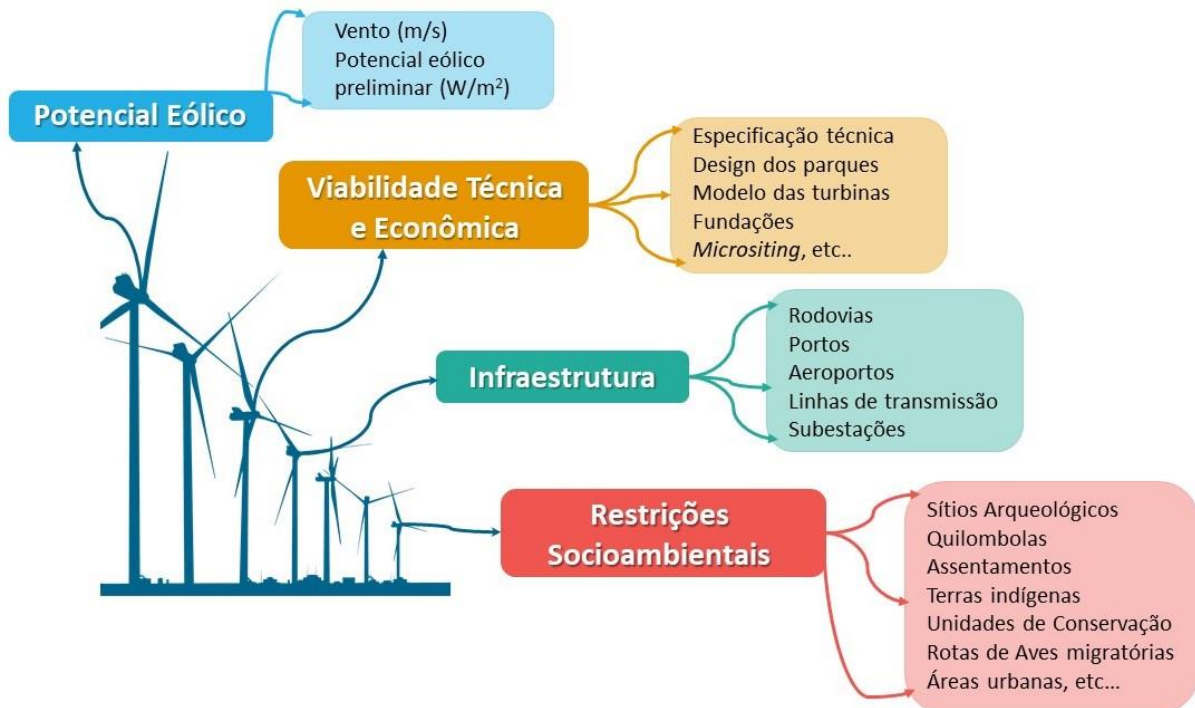 Vento (m/s)
Potencial eólico
preliminar (W/m²)
Potencial Eólico
Viabilidade Técnica
e Econômica
Especificação técnica
Design dos parques
Modelo das turbinas
Fundações
Micrositing, etc..
Infraestrutura
Rodovias
Portos
Aeroportos
Linhas de transmissão
Subestações
Restrições
Socioambientais
Sítios Arqueológicos
Quilombolas
Assentamentos
Terras indígenas
Unidades de Conservação
Rotas de Aves migratórias
Áreas urbanas, etc...